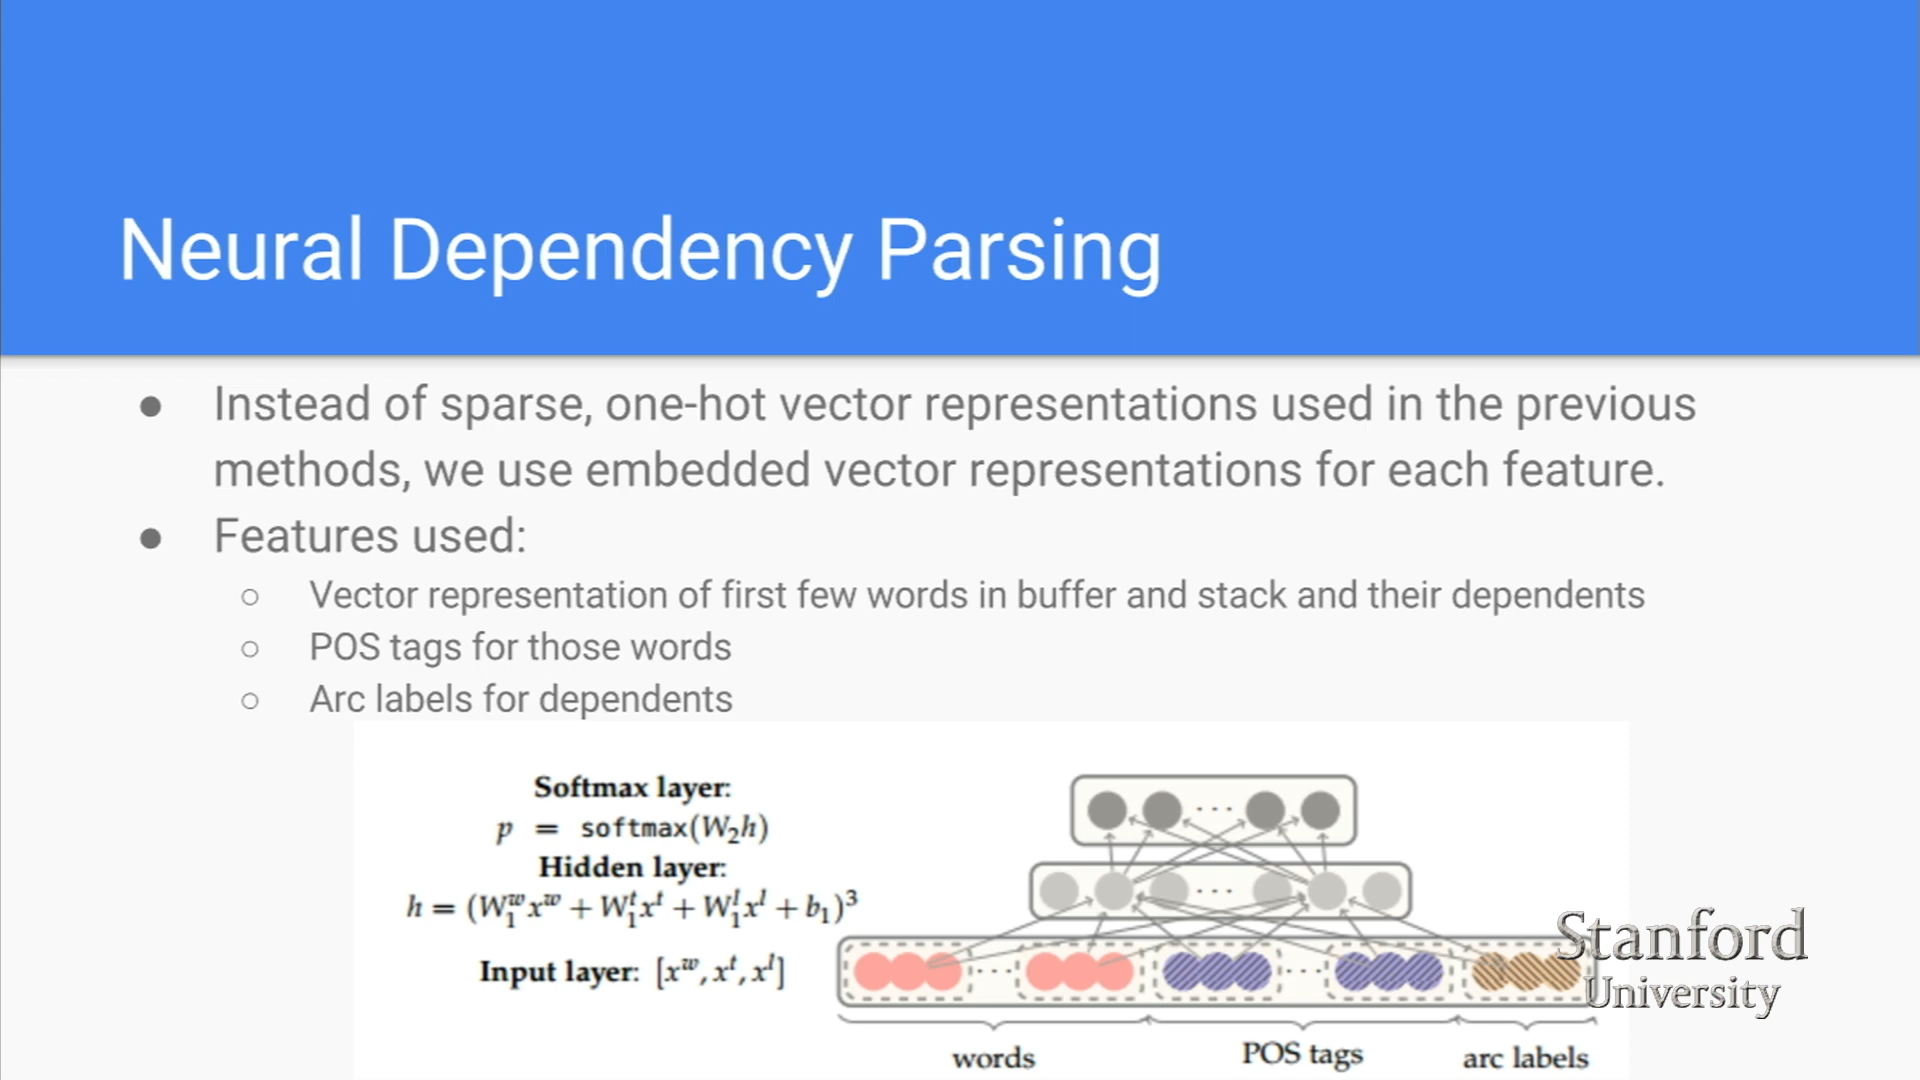 Neural Dependency Parsing
● Instead of sparse, one-hot vector representations used in the previous
methods, we use embedded vector representations for each feature.
● Features used:
○ Vector representation of first few words in buffer and stack and their dependents
○ POS tags for those words
○ Arc labels for dependents
Softmax layer:
p = softmax(W₂h)
Hidden layer:
h = (W₁ʷxʷ + W₁ᵗxᵗ + W₁ˡxˡ + b₁)³
Input layer: [xʷ, xᵗ, xˡ]
...
...
... ...
words POS tags arc labels
Stanford
University